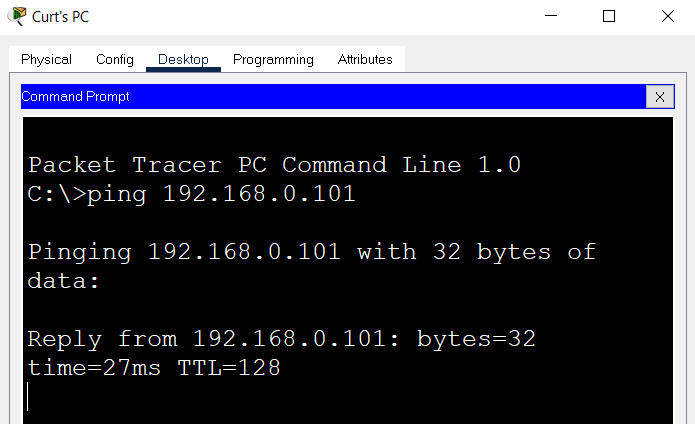 Curt's PC
Physical Config Desktop Programming Attributes
Command Prompt X
Packet Tracer PC Command Line 1.0
C:\>ping 192.168.0.101
Pinging 192.168.0.101 with 32 bytes of
data:
Reply from 192.168.0.101: bytes=32
time=27ms TTL=128